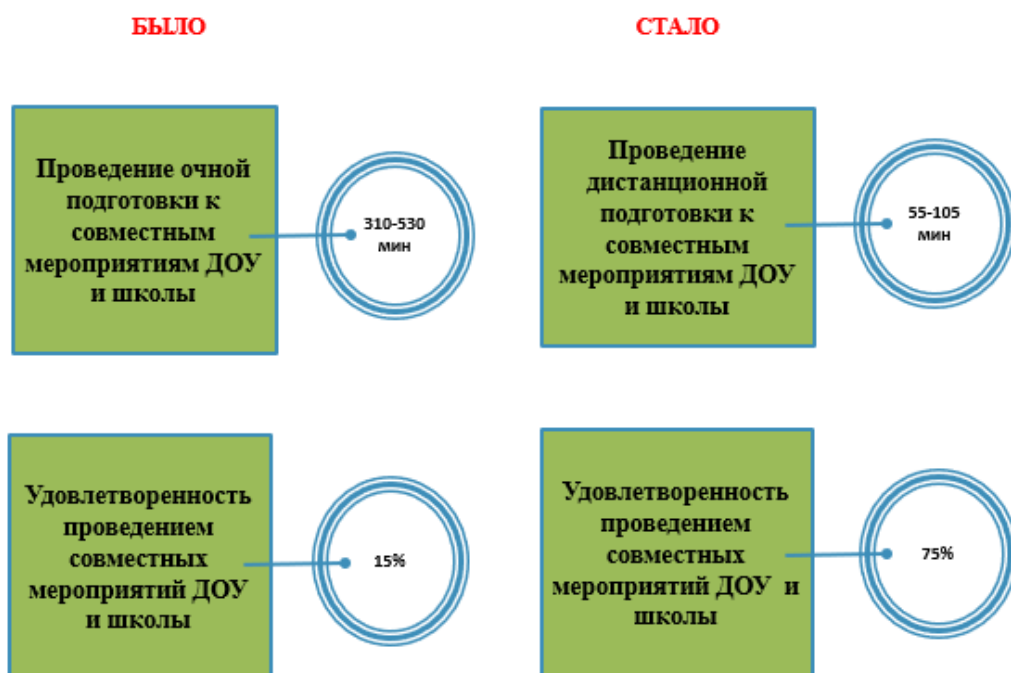 БЫЛО
СТАЛО
Проведение очной
подготовки к
совместным
мероприятиям ДОУ
и школы
310-530
мин
Проведение
дистанционной
подготовки к
совместным
мероприятиям ДОУ
и школы
55-105
мин
Удовлетворенность
проведением
совместных
мероприятий ДОУ
и школы
15%
Удовлетворенность
проведением
совместных
мероприятий ДОУ и
школы
75%